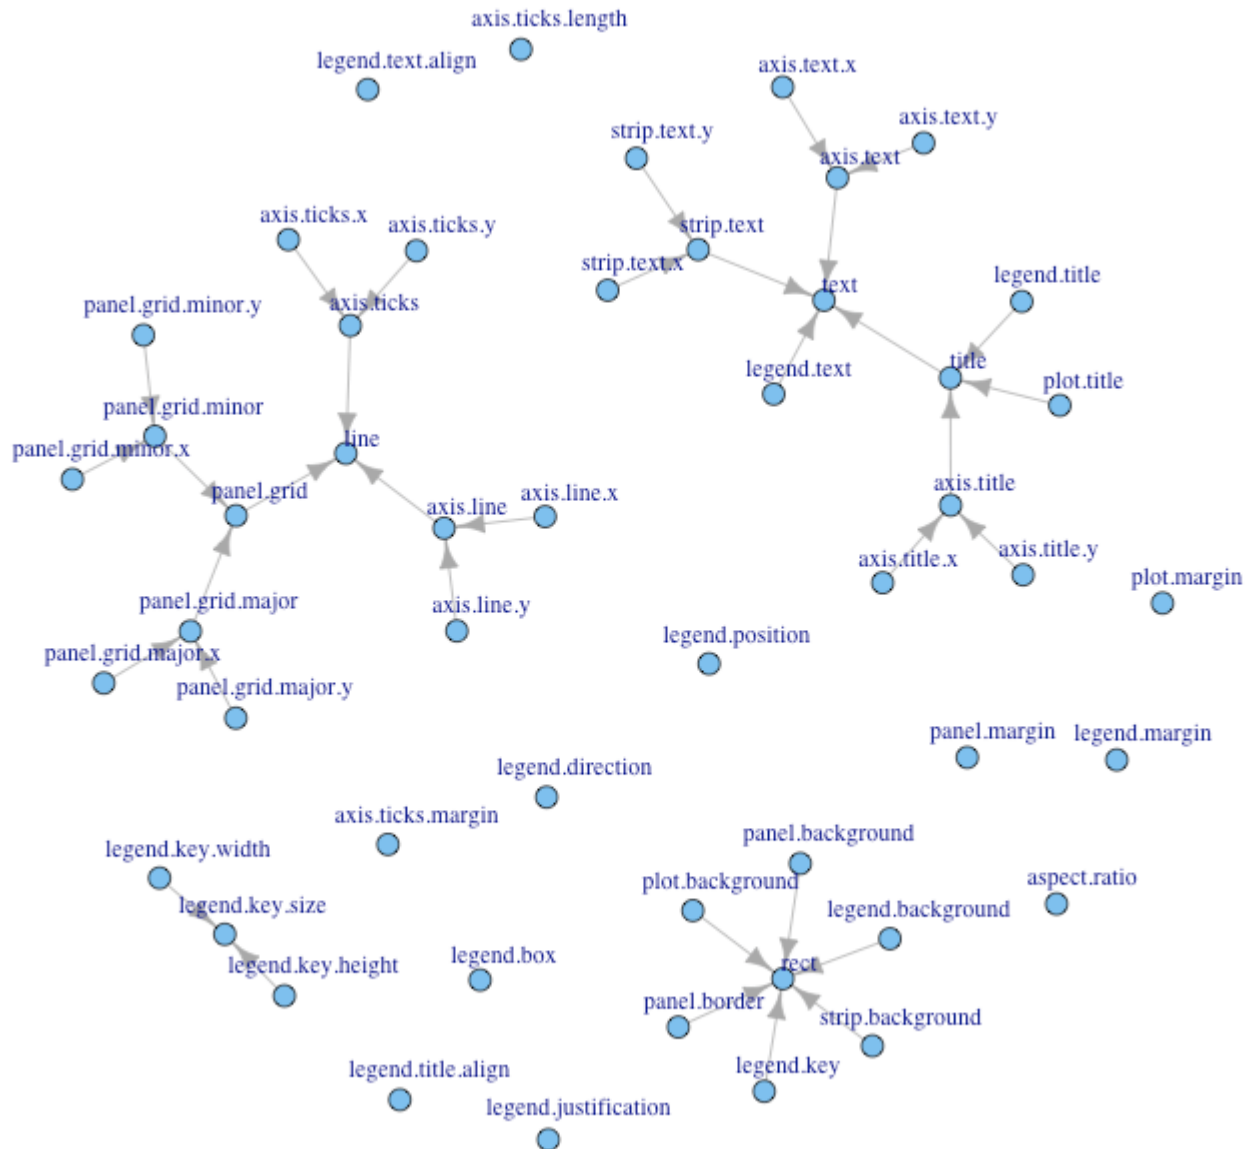 axis.ticks.length
legend.text.align
axis.text.x
axis.text.y
strip.text.y
axis.text
axis.ticks.x
axis.ticks.y
strip.text
strip.text.x
legend.title
text
panel.grid.minor.y
axis.ticks
legend.text
title
plot.title
panel.grid.minor
line
panel.grid.minor.x
panel.grid
axis.line
axis.line.x
axis.title
axis.title.x
axis.title.y
plot.margin
panel.grid.major
axis.line.y
legend.position
panel.grid.major.x
panel.grid.major.y
panel.margin
legend.margin
legend.direction
axis.ticks.margin
panel.background
legend.key.width
plot.background
aspect.ratio
legend.key.size
legend.background
legend.key.height
legend.box
rect
panel.border
strip.background
legend.key
legend.title.align
legend.justification